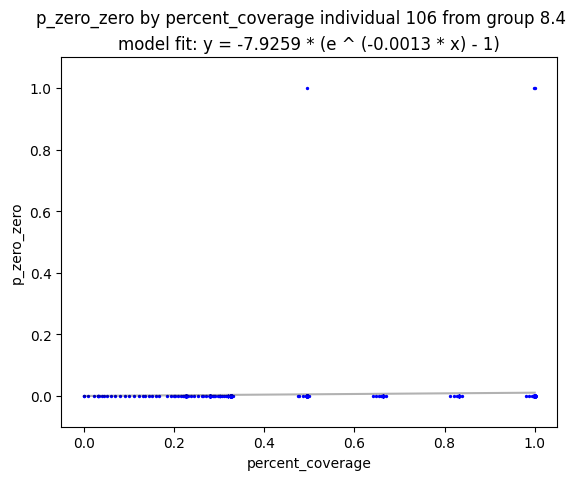 p_zero_zero by percent_coverage individual 106 from group 8.4
model fit: y = -7.9259 * (e ^ (-0.0013 * x) - 1)
1.0
0.8
0.6
0.4
0.2
0.0
p_zero_zero
0.0 0.2 0.4 0.6 0.8 1.0
percent_coverage